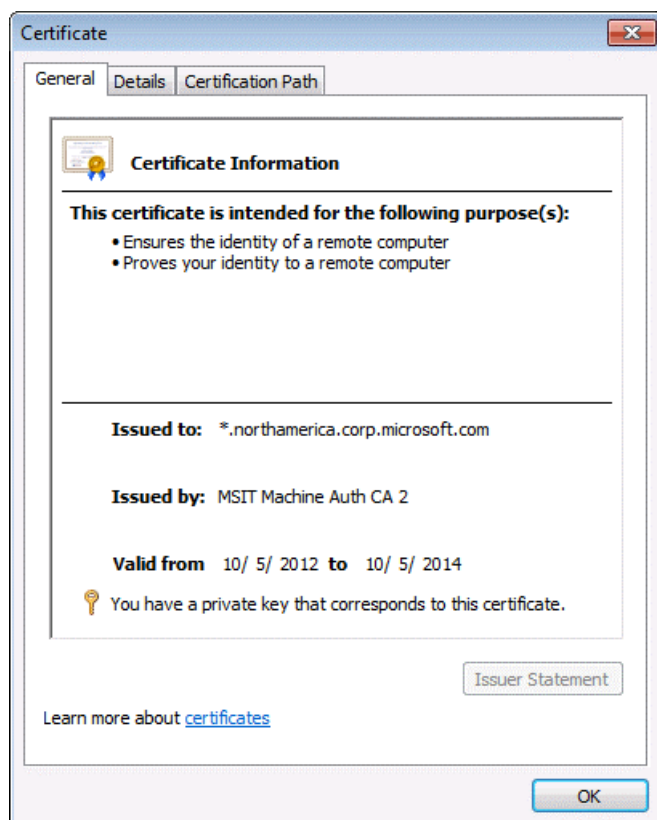 Certificate
General Details Certification Path
Certificate Information
This certificate is intended for the following purpose(s):
• Ensures the identity of a remote computer
• Proves your identity to a remote computer
Issued to: *.northamerica.corp.microsoft.com
Issued by: MSIT Machine Auth CA 2
Valid from 10/ 5/ 2012 to 10/ 5/ 2014
You have a private key that corresponds to this certificate.
Issuer Statement
Learn more about certificates
OK